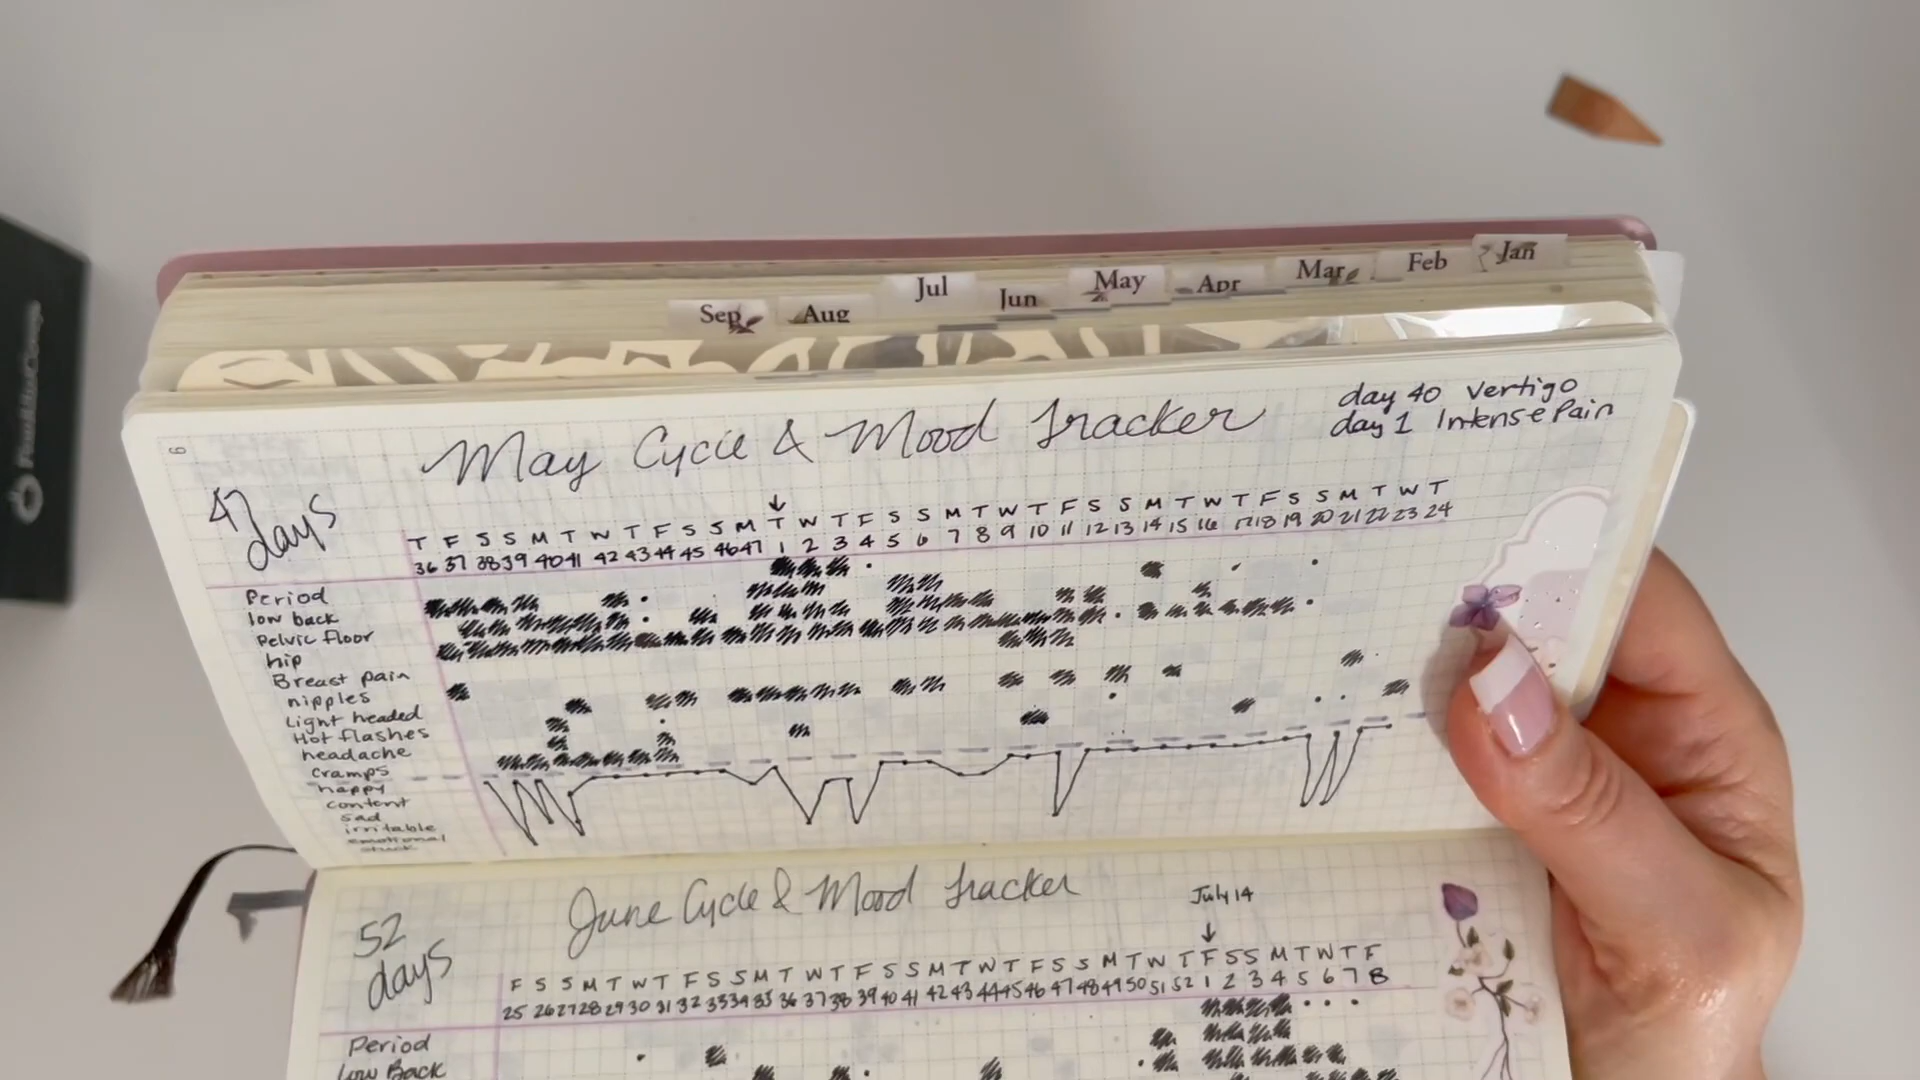 Jan
Feb
Mar
Apr
May
Jun
Jul
Aug
Sep
6
day 40 Vertigo
day 1 Intense Pain
May Cycle & Mood Tracker
47
days
T F S S M T W T F S S M T W T F S S M T W T F S S M T W T F S S M T W T
36 37 38 39 40 41 42 43 44 45 46 47 1 2 3 4 5 6 7 8 9 10 11 12 13 14 15 16 17 18 19 20 21 22 23 24
Period
low back
Pelvic floor
hip
Breast pain
nipples
Light headed
Hot flashes
headache
cramps
happy
content
sad
irritable
emotional
June Cycle & Mood Tracker
July 14
52
days
F S S M T W T F S S M T W T F S S M T W T F S S M T W T F S S M T W T F
25 26 27 28 29 30 31 32 33 34 35 36 37 38 39 40 41 42 43 44 45 46 47 48 49 50 51 52 1 2 3 4 5 6 7 8
Period
Low Back